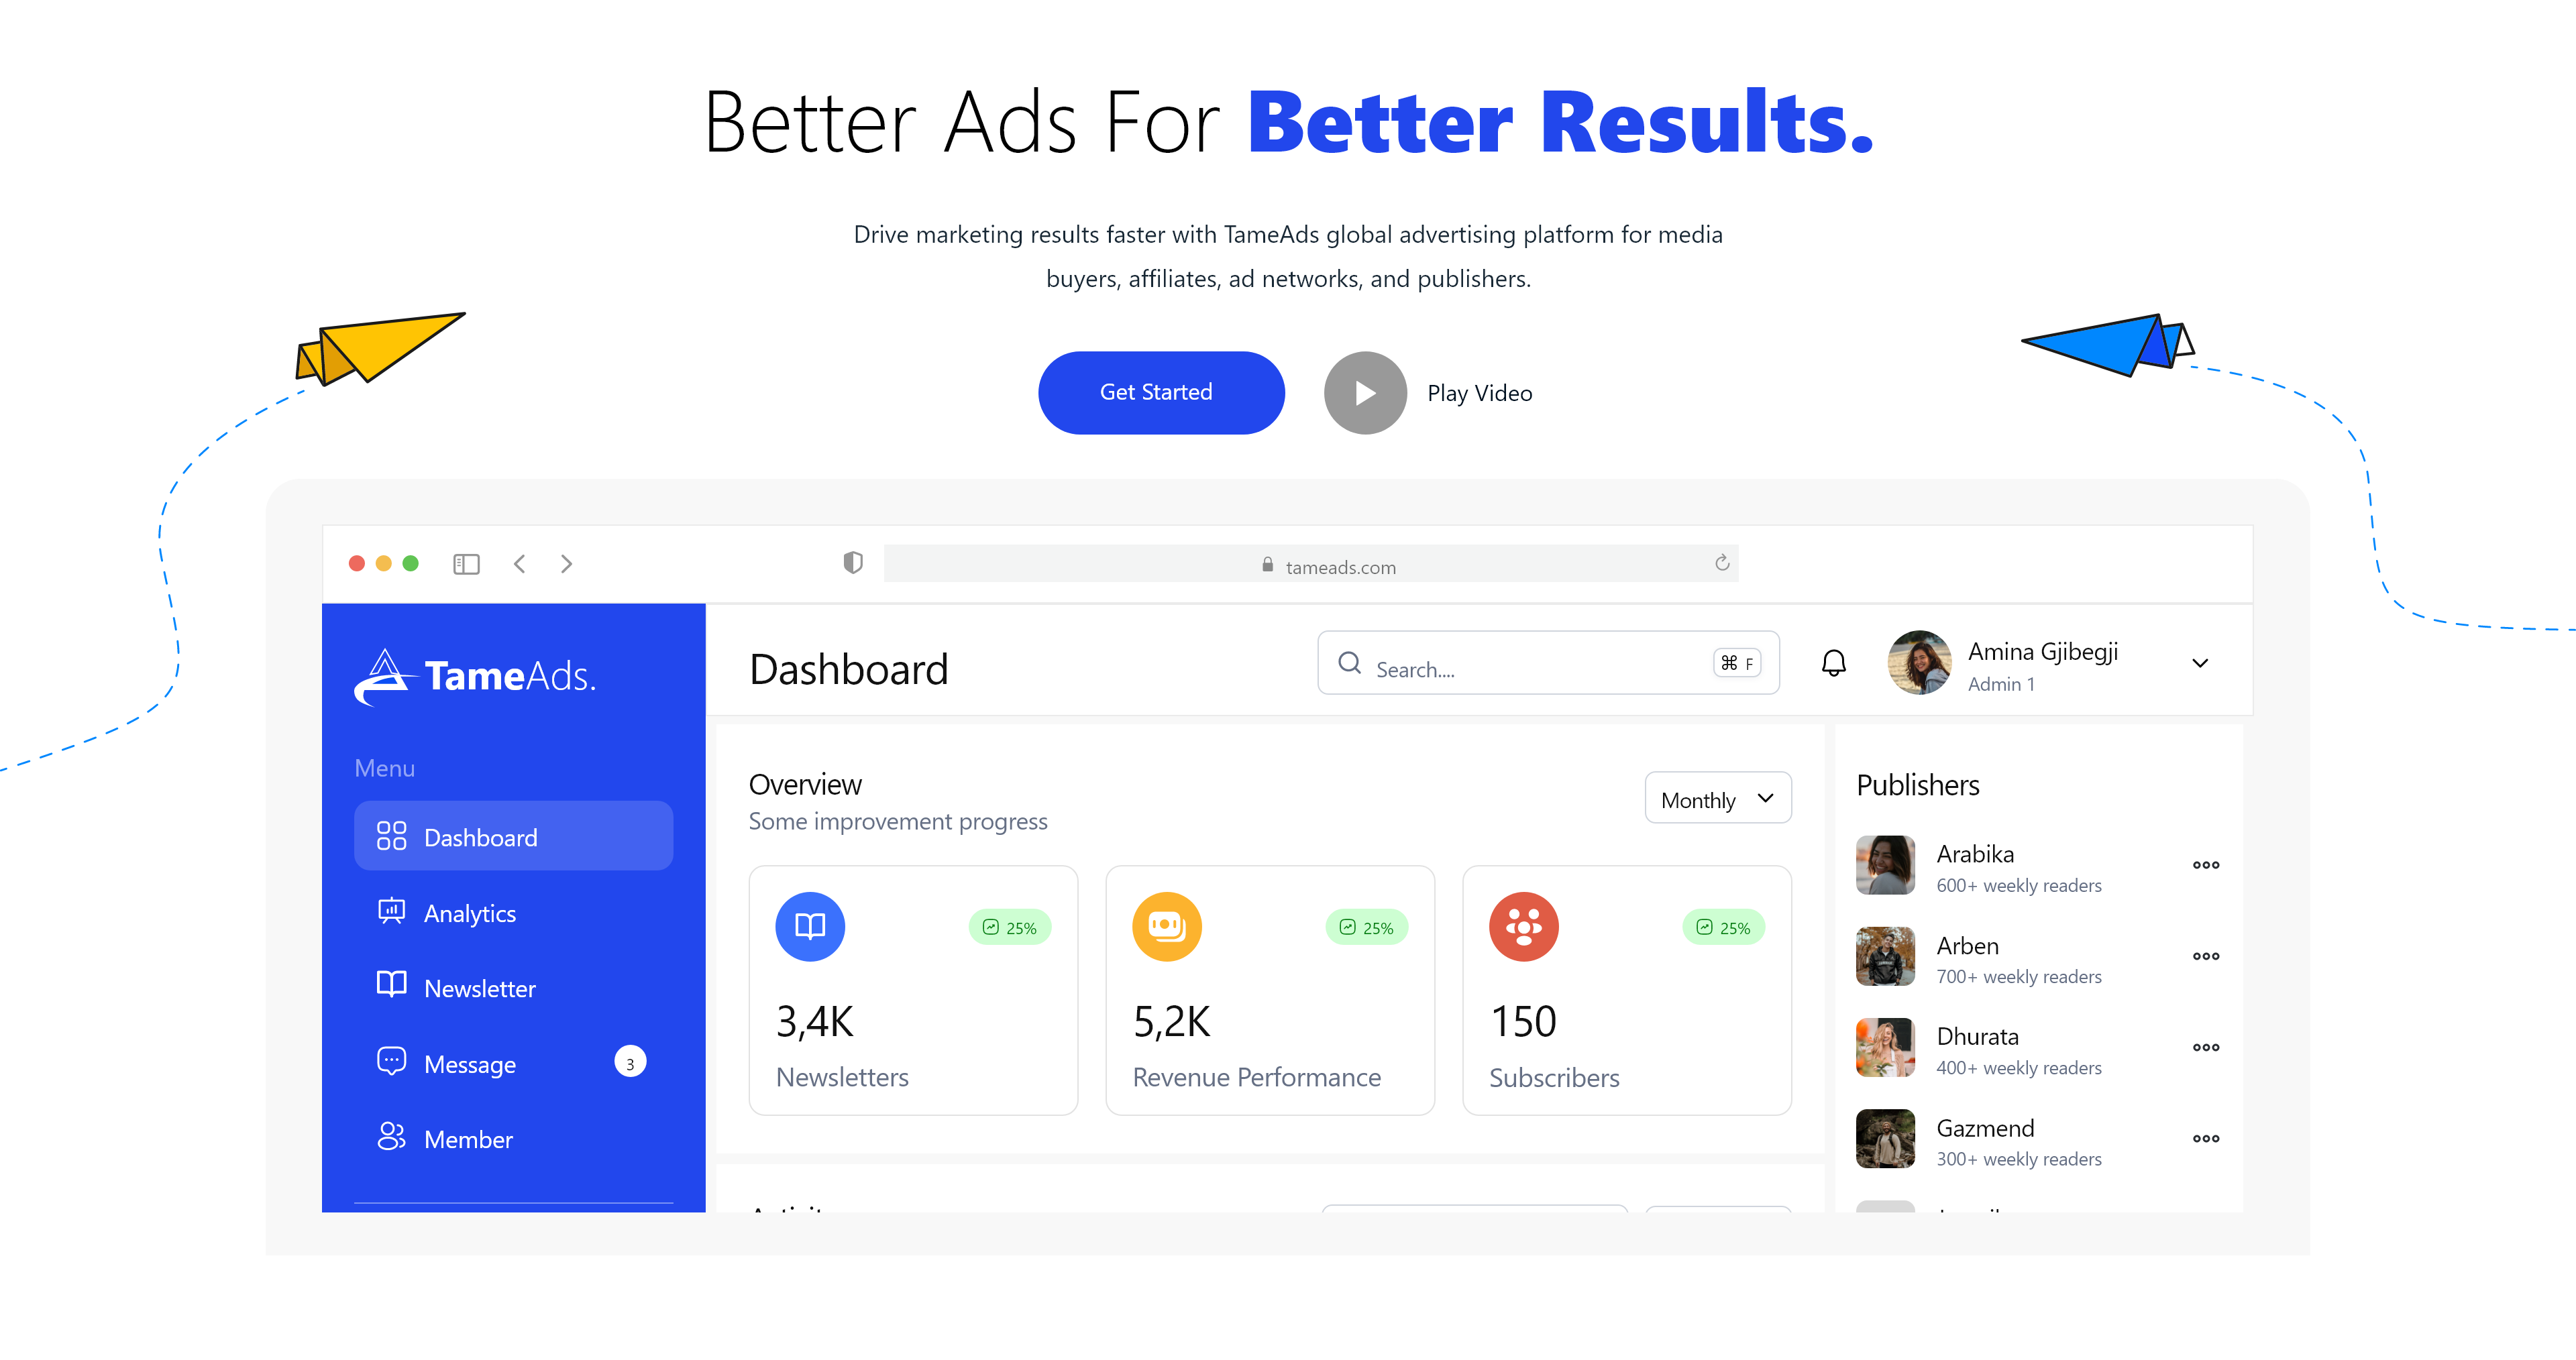 Better Ads For Better Results.
Drive marketing results faster with TameAds global advertising platform for media
buyers, affiliates, ad networks, and publishers.
Get Started
Play Video
tameads.com
TameAds.
Dashboard
Search....
⌘ F
Amina Gjibegji
Admin 1
Menu
Dashboard
Analytics
Newsletter
Message
3
Member
Overview
Some improvement progress
Monthly
25%
3,4K
Newsletters
25%
5,2K
Revenue Performance
25%
150
Subscribers
Publishers
Arabika
600+ weekly readers
Arben
700+ weekly readers
Dhurata
400+ weekly readers
Gazmend
300+ weekly readers